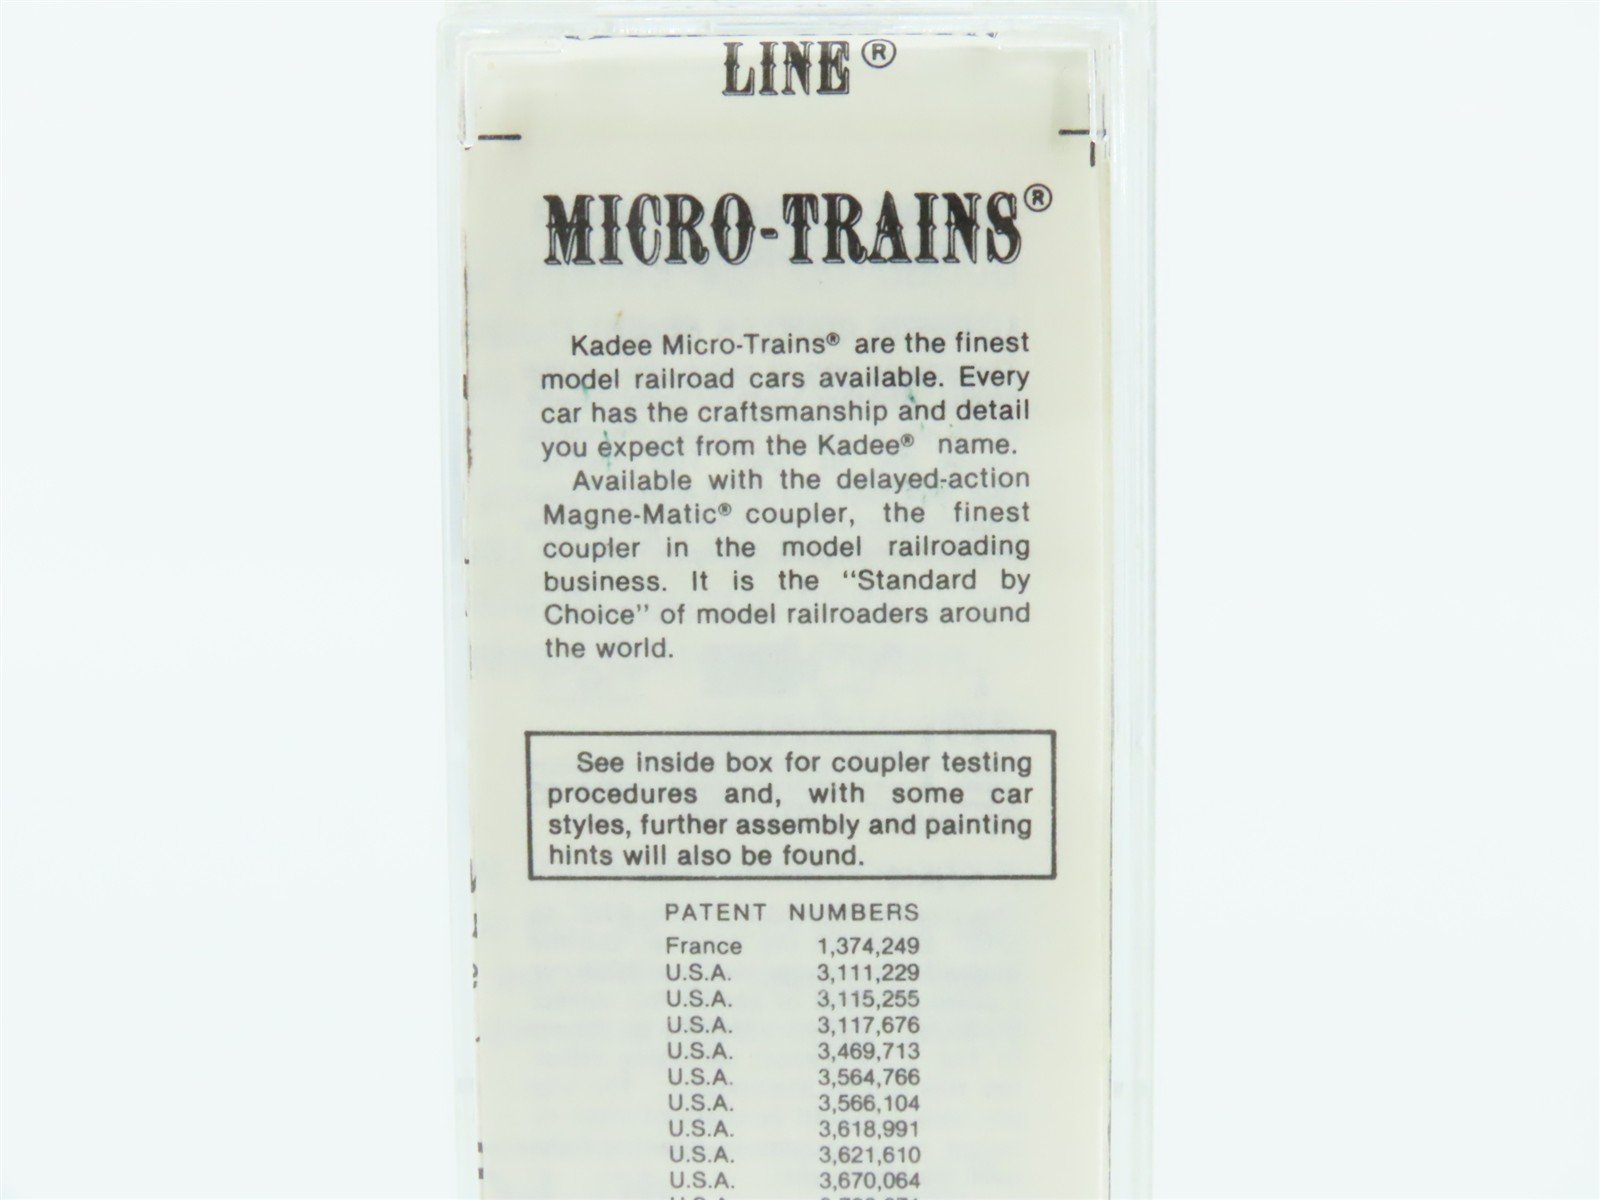 LINE®
MICRO-TRAINS®
Kadee Micro-Trains® are the finest
model railroad cars available. Every
car has the craftsmanship and detail
you expect from the Kadee® name.
Available with the delayed-action
Magne-Matic® coupler, the finest
coupler in the model railroading
business. It is the "Standard by
Choice" of model railroaders around
the world.
See inside box for coupler testing
procedures and, with some car
styles, further assembly and painting
hints will also be found.
PATENT NUMBERS
France 1,374,249
U.S.A. 3,111,229
U.S.A. 3,115,255
U.S.A. 3,117,676
U.S.A. 3,469,713
U.S.A. 3,564,766
U.S.A. 3,566,104
U.S.A. 3,618,991
U.S.A. 3,621,610
U.S.A. 3,670,064